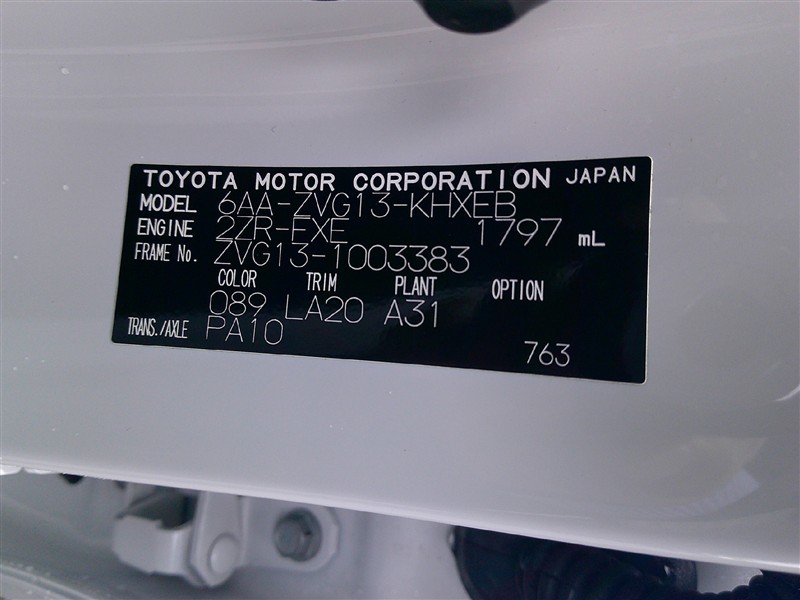 TOYOTA MOTOR CORPORATION JAPAN
MODEL 6AA-ZVG13-KHXEB
ENGINE 2ZR-FXE 1797 mL
FRAME No. ZVG13-1003383
COLOR TRIM PLANT OPTION
089 LA20 A31
TRANS./AXLE PA10
763